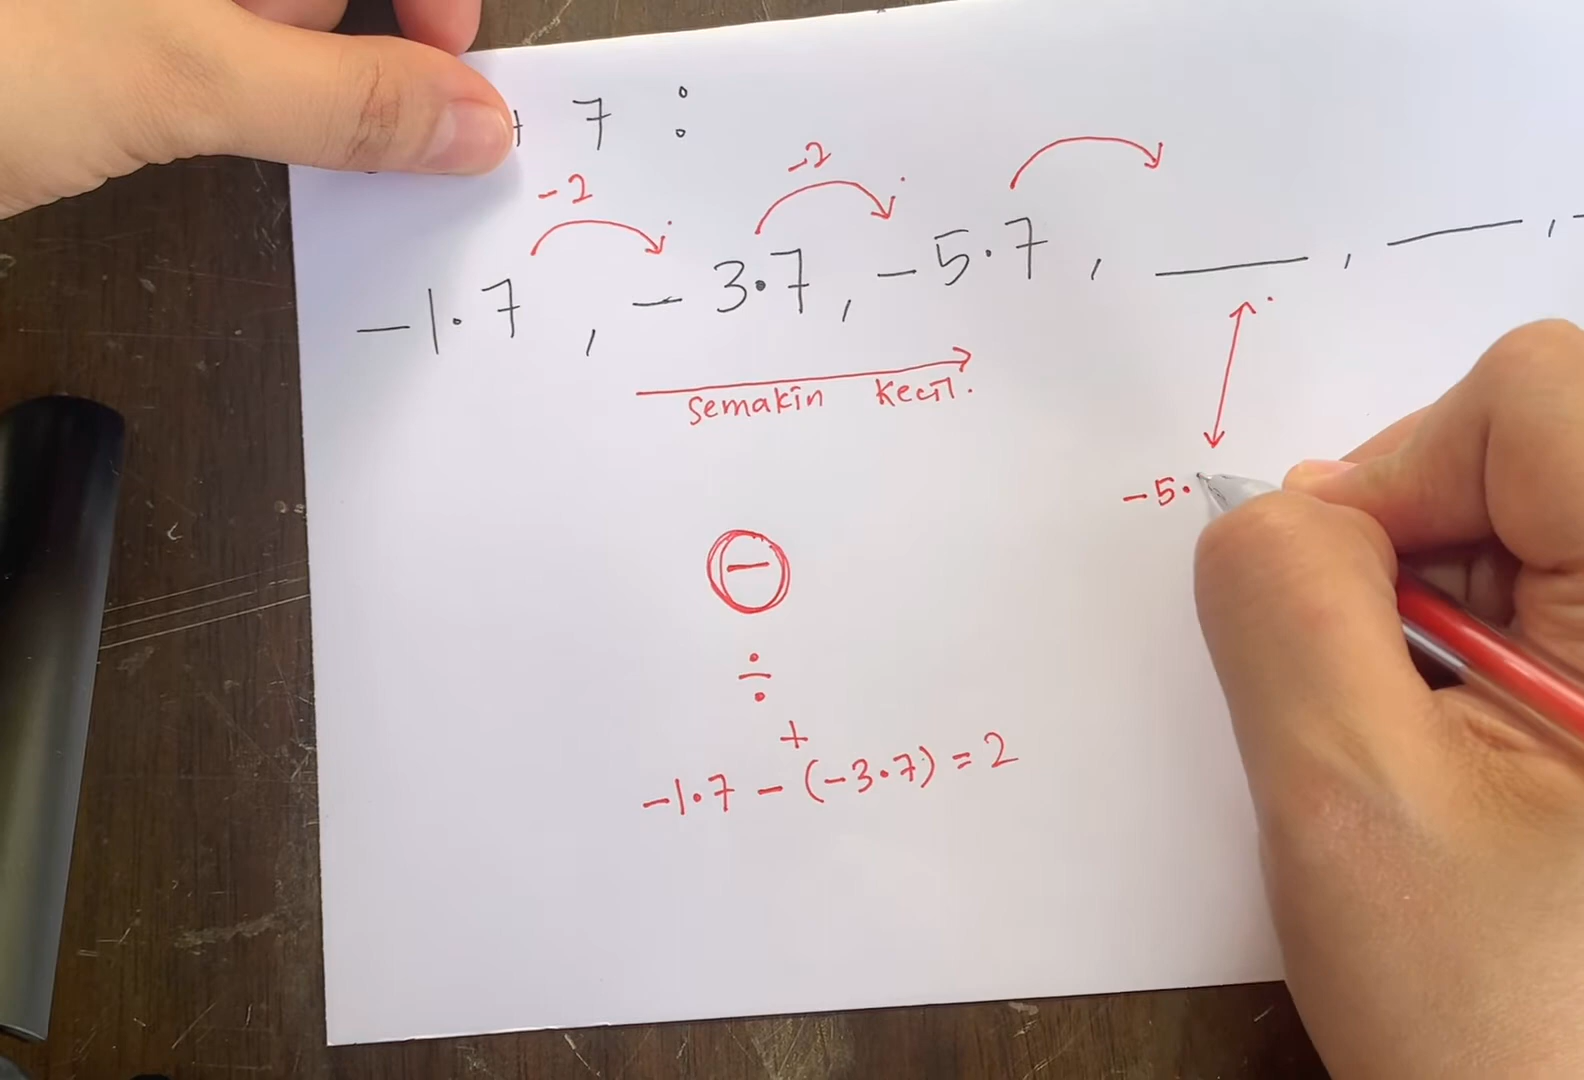 + 7 :
-2 -2
-1.7 , -3.7 , -5.7 , ___ , ___ ,
semakin kecil.
-5.
-
÷
+
-1.7 - (-3.7) = 2